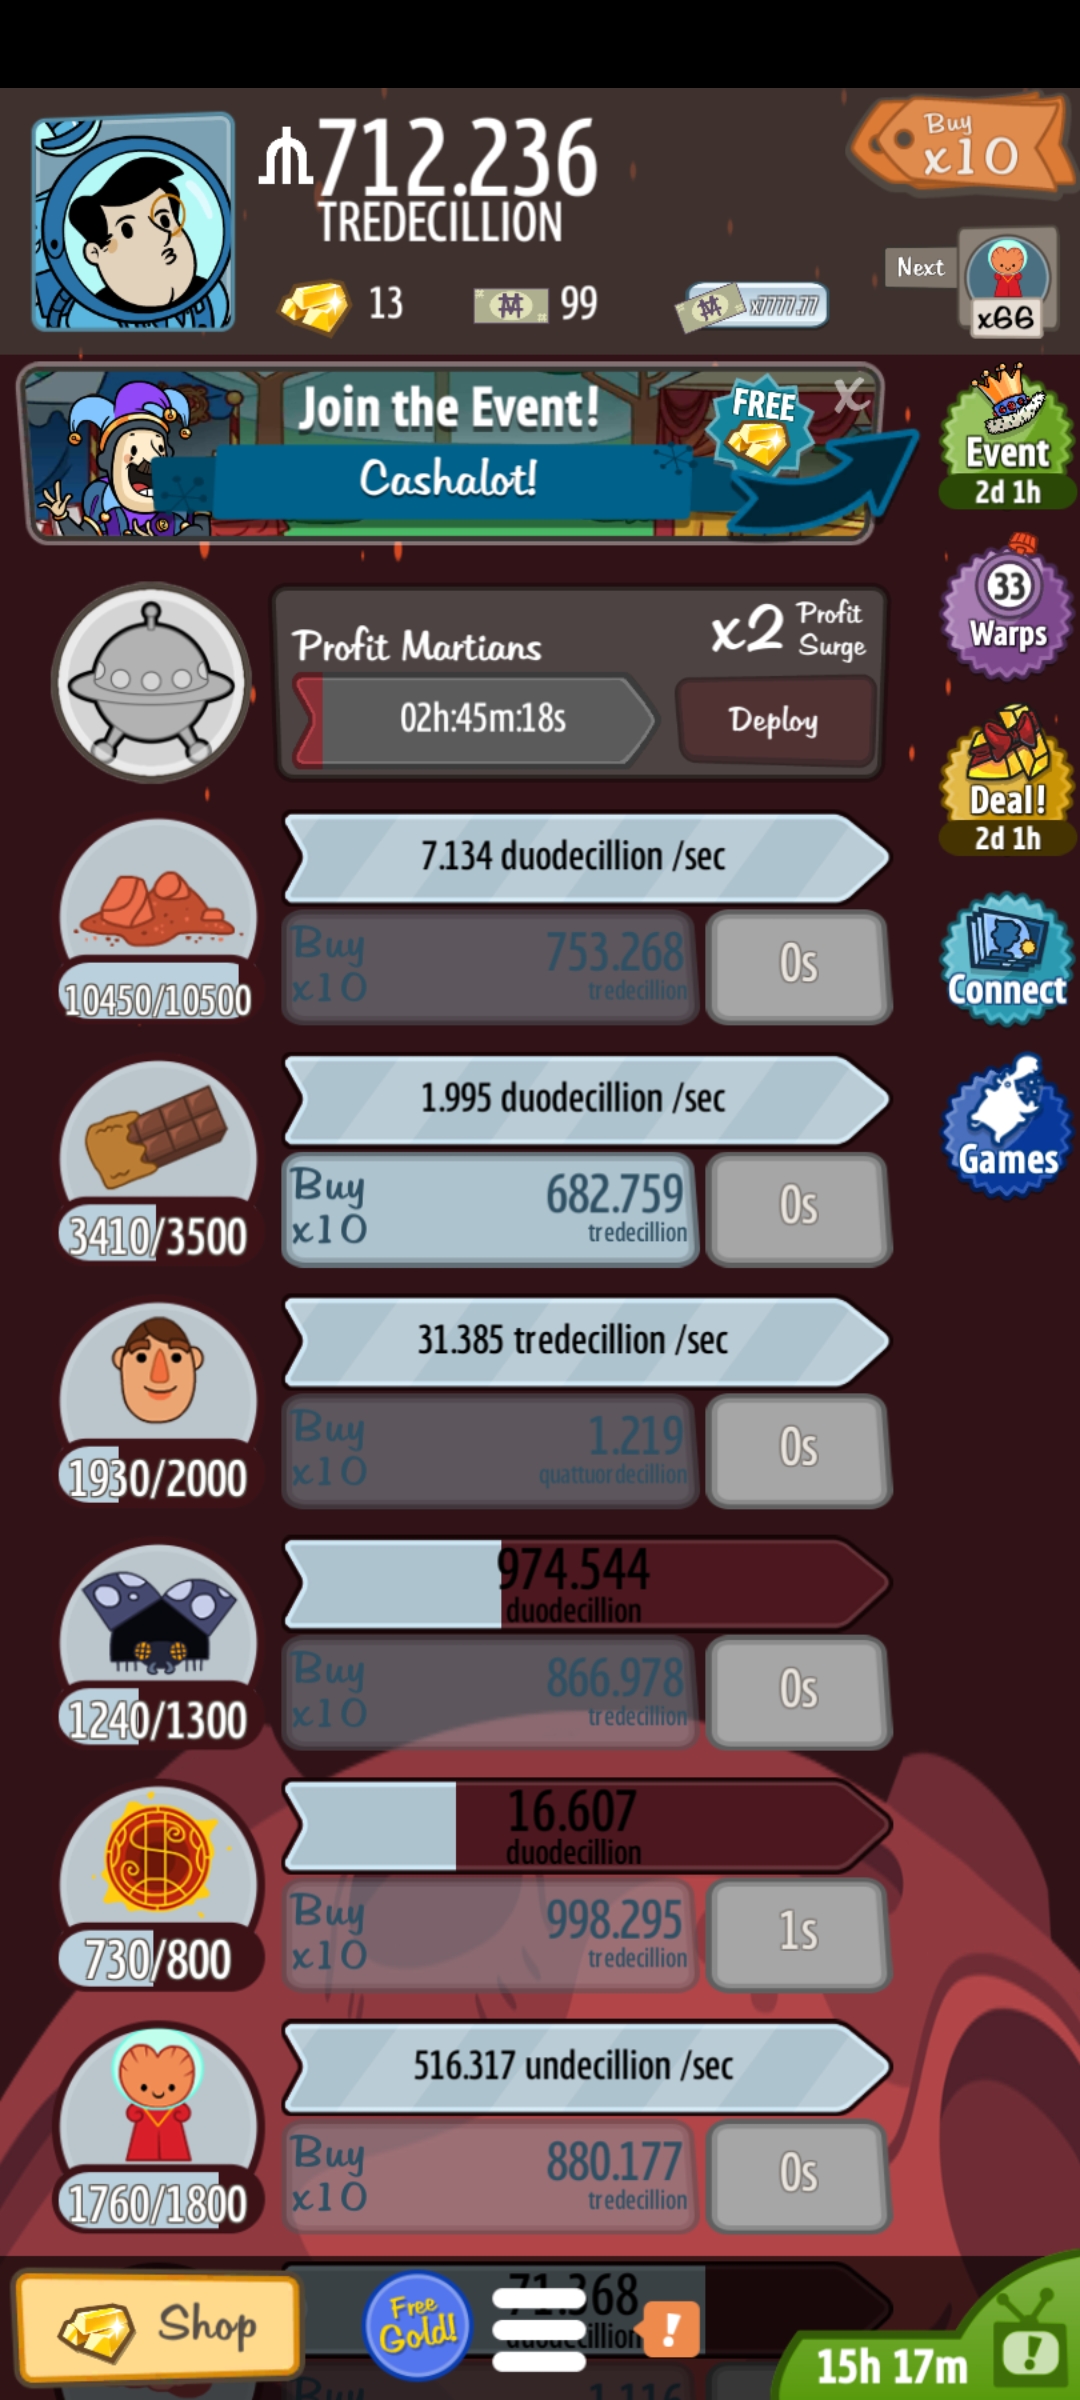 712.236
TREDECILLION
Buy
x10
13
99
x7777.77
Next
x66
Join the Event!
Cashalot!
FREE
X
Event
2d 1h
33
Warps
Profit Martians
x2 Profit
Surge
02h:45m:18s
Deploy
Deal!
2d 1h
7.134 duodecillion /sec
Buy
x10
753.268
tredecillion
0s
10450/10500
Connect
1.995 duodecillion /sec
Buy
x10
682.759
tredecillion
0s
3410/3500
Games
31.385 tredecillion /sec
Buy
x10
1.219
quattuordecillion
0s
1930/2000
974.544
duodecillion
Buy
x10
866.978
tredecillion
0s
1240/1300
16.607
duodecillion
Buy
x10
998.295
tredecillion
1s
730/800
516.317 undecillion /sec
Buy
x10
880.177
tredecillion
0s
1760/1800
Shop
Free
Gold!
!
15h 17m
!
Buy
1.116